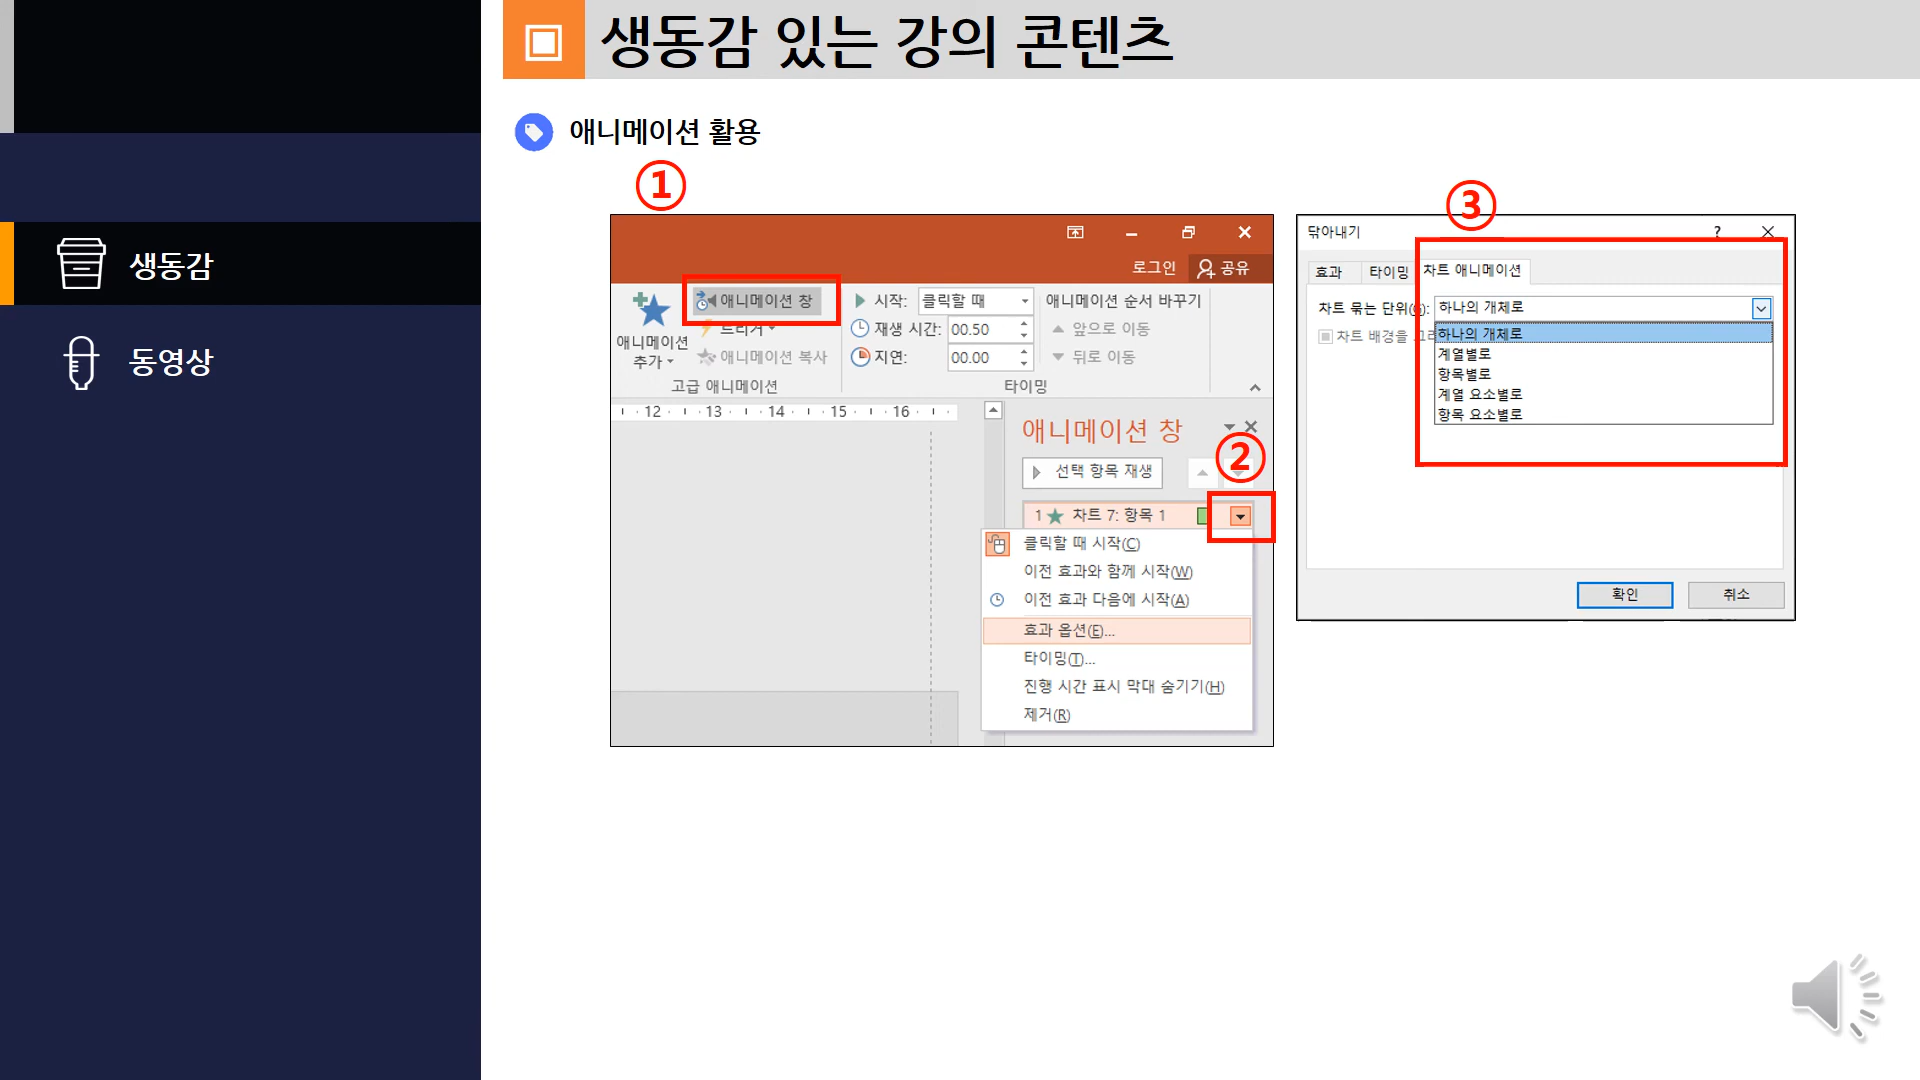 생동감 있는 강의 콘텐츠
애니메이션 활용
생동감
동영상
①
로그인 공유
애니메이션 추가
애니메이션 창
트리거
애니메이션 복사
고급 애니메이션
시작: 클릭할 때
재생 시간: 00.50
지연: 00.00
타이밍
애니메이션 순서 바꾸기
앞으로 이동
뒤로 이동
12 13 14 15 16
애니메이션 창
②
선택 항목 재생
1 차트 7: 항목 1
클릭할 때 시작(C)
이전 효과와 함께 시작(W)
이전 효과 다음에 시작(A)
효과 옵션(E)...
타이밍(T)...
진행 시간 표시 막대 숨기기(H)
제거(R)
③
닦아내기 ?
효과 타이밍 차트 애니메이션
차트 묶는 단위(G): 하나의 개체로
차트 배경을 그려
하나의 개체로
계열별로
항목별로
계열 요소별로
항목 요소별로
확인 취소